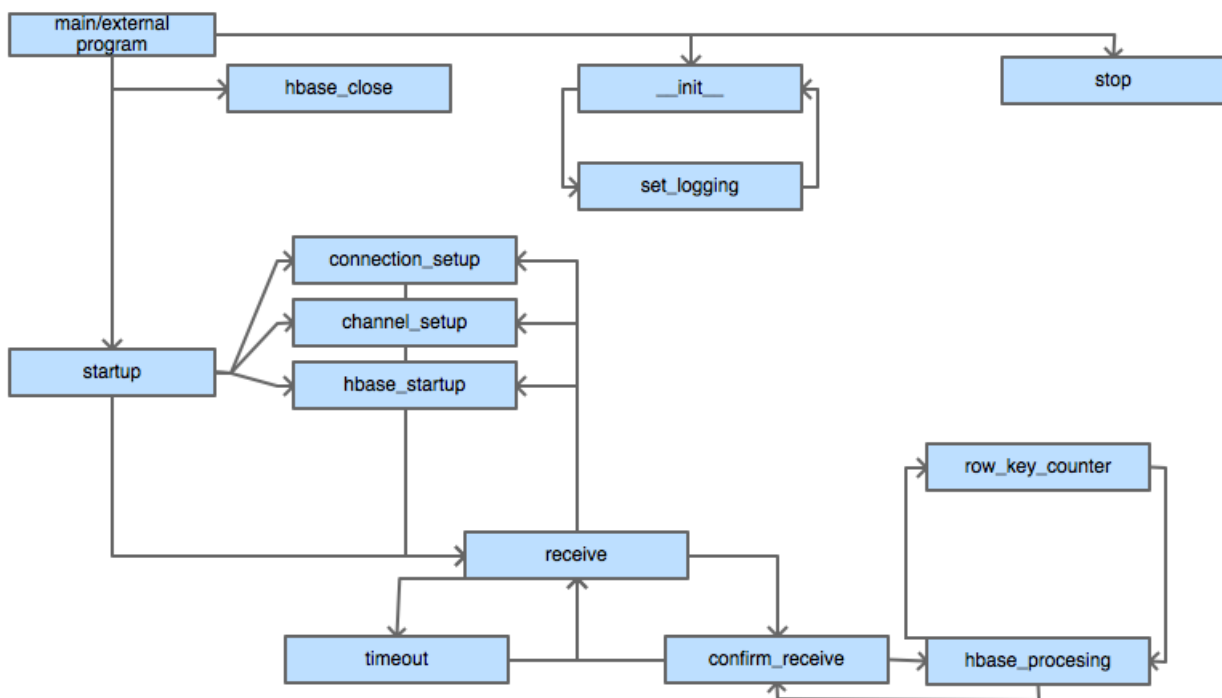 main/external
program
hbase_close
__init__
stop
set_logging
connection_setup
channel_setup
startup
hbase_startup
row_key_counter
receive
timeout
confirm_receive
hbase_procesing